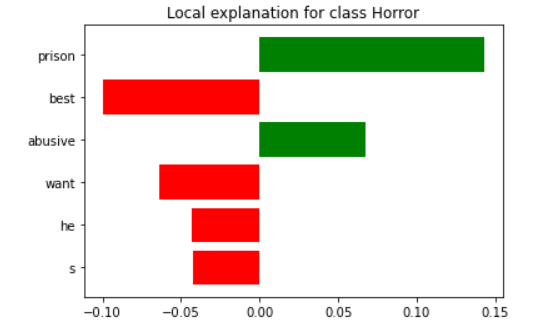 Local explanation for class Horror
prison
best
abusive
want
he
s
−0.10 −0.05 0.00 0.05 0.10 0.15